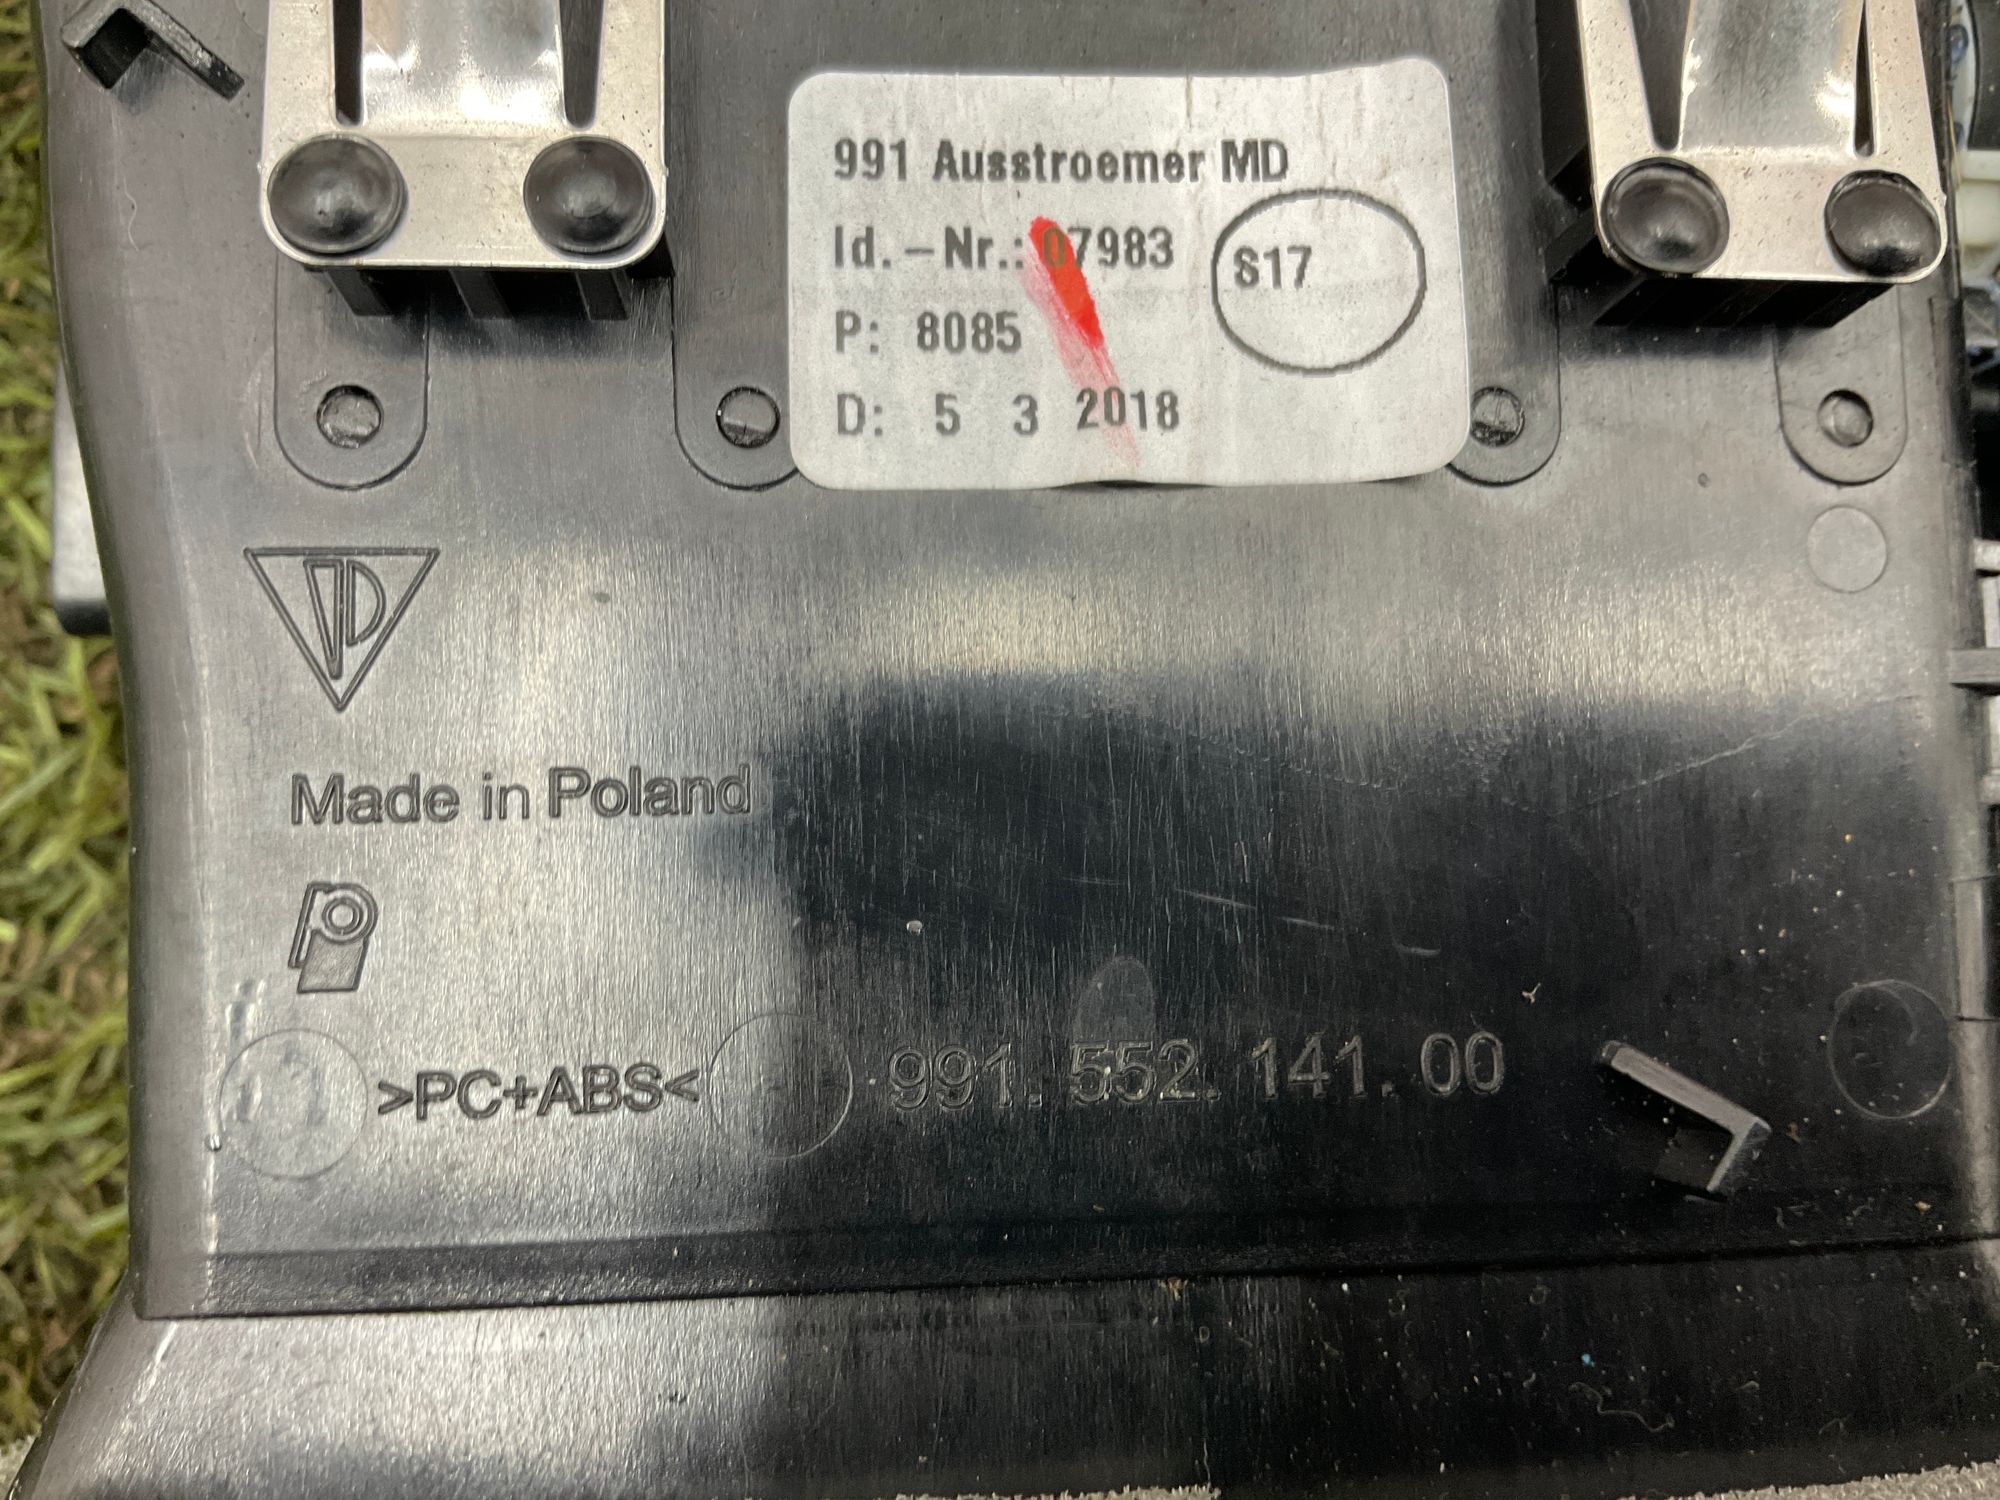 991 Ausstroemer MD
Id.-Nr.: 07983
S17
P: 8085
D: 5 3 2018
Made in Poland
>PC+ABS<
991. 552. 141. 00